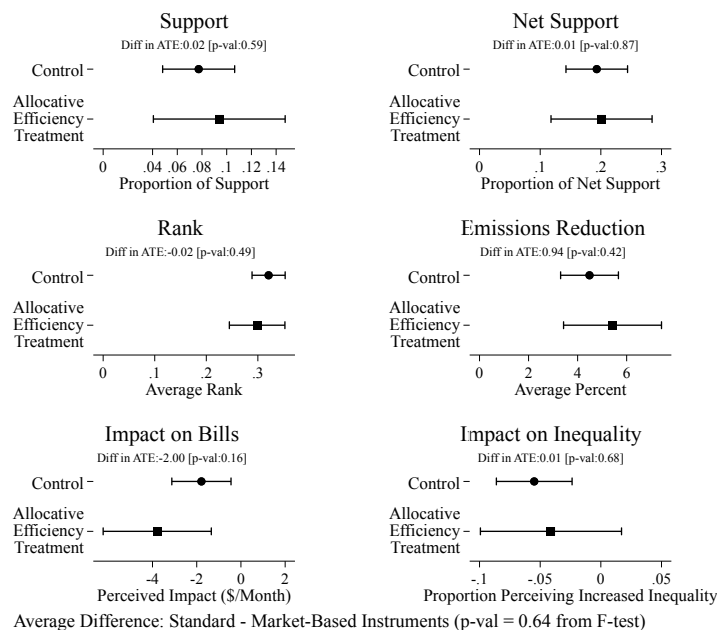 Support
Diff in ATE:0.02 [p-val:0.59]
Control
Allocative
Efficiency
Treatment
0 .04 .06 .08 .1 .12 .14
Proportion of Support
Net Support
Diff in ATE:0.01 [p-val:0.87]
Control
Allocative
Efficiency
Treatment
0 .1 .2 .3
Proportion of Net Support
Rank
Diff in ATE:-0.02 [p-val:0.49]
Control
Allocative
Efficiency
Treatment
0 .1 .2 .3
Average Rank
Emissions Reduction
Diff in ATE:0.94 [p-val:0.42]
Control
Allocative
Efficiency
Treatment
0 2 4 6
Average Percent
Impact on Bills
Diff in ATE:-2.00 [p-val:0.16]
Control
Allocative
Efficiency
Treatment
-4 -2 0 2
Perceived Impact ($/Month)
Impact on Inequality
Diff in ATE:0.01 [p-val:0.68]
Control
Allocative
Efficiency
Treatment
-.1 -.05 0 .05
Proportion Perceiving Increased Inequality
Average Difference: Standard - Market-Based Instruments (p-val = 0.64 from F-test)